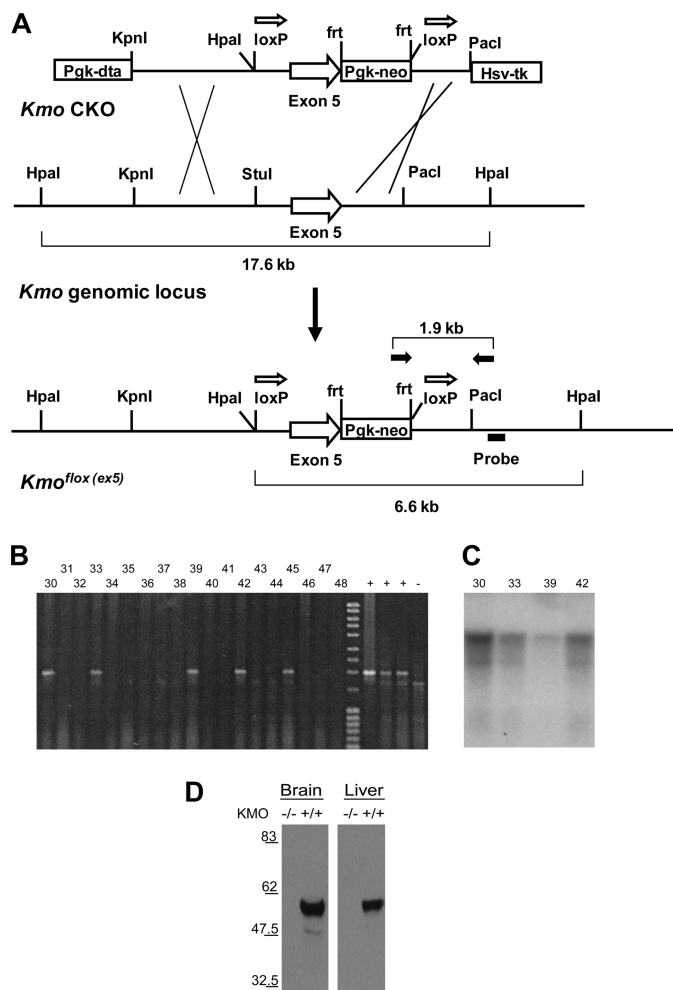 A
KpnI HpaI loxP frt frt loxP PacI
Pgk-dta Pgk-neo Hsv-tk
Exon 5
Kmo CKO
HpaI KpnI StuI PacI HpaI
Exon 5
17.6 kb
Kmo genomic locus
1.9 kb
HpaI KpnI HpaI loxP frt frt loxP PacI HpaI
Pgk-neo
Exon 5 Probe
Kmo flox (ex5)
6.6 kb
B
31 33 35 37 39 41 43 45 47
30 32 34 36 38 40 42 44 46 48 + + + -
C
30 33 39 42
D
Brain Liver
KMO -/- +/+ -/- +/+
83
62
47.5
32.5